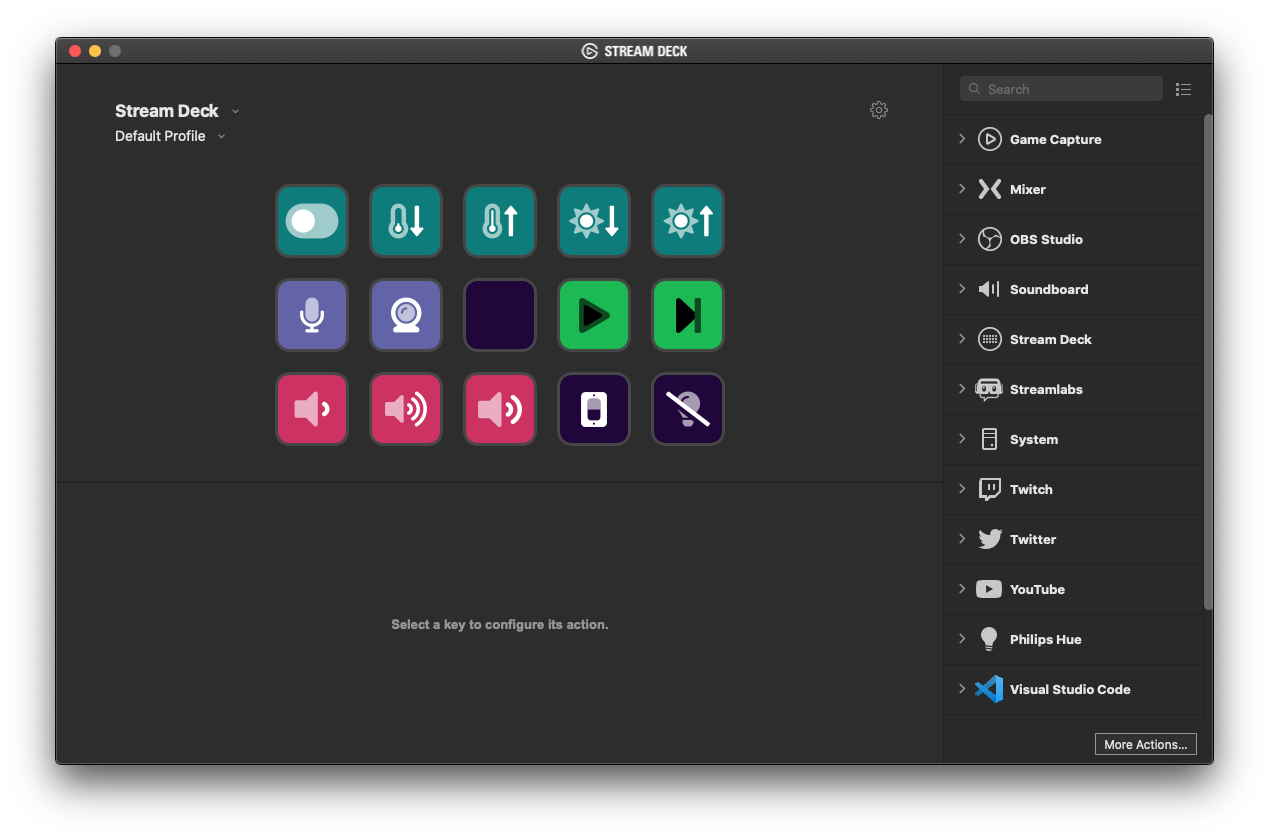 STREAM DECK
Stream Deck
Default Profile
Select a key to configure its action.
Search
Game Capture
Mixer
OBS Studio
Soundboard
Stream Deck
Streamlabs
System
Twitch
Twitter
YouTube
Philips Hue
Visual Studio Code
More Actions...